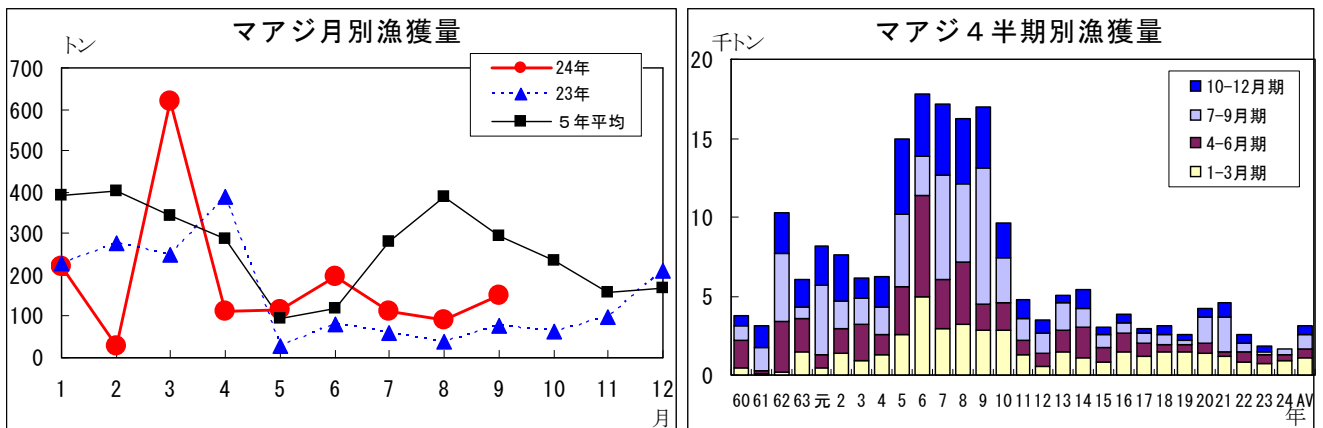 マアジ月別漁獲量
トン
700
600
500
400
300
200
100
0
24年
23年
5年平均
1 2 3 4 5 6 7 8 9 10 11 12
月
マアジ4半期別漁獲量
千トン
20
15
10
5
0
10-12月期
7-9月期
4-6月期
1-3月期
60 61 62 63 元 2 3 4 5 6 7 8 9 10 11 12 13 14 15 16 17 18 19 20 21 22 23 24 AV
年